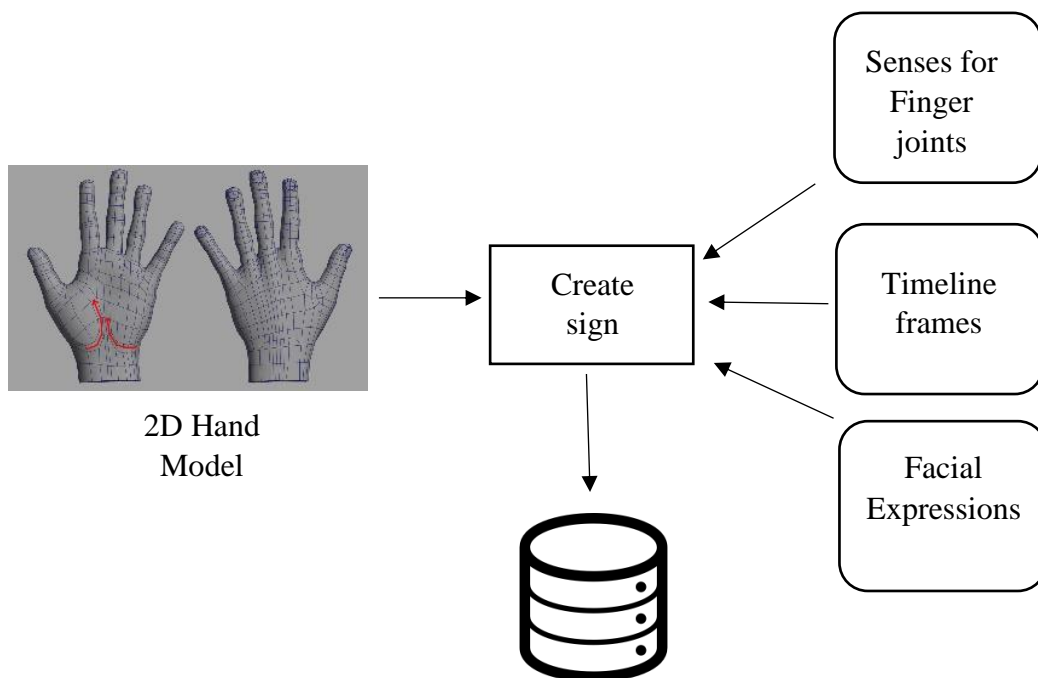 Senses for
Finger
joints
Create
sign
Timeline
frames
2D Hand
Model
Facial
Expressions